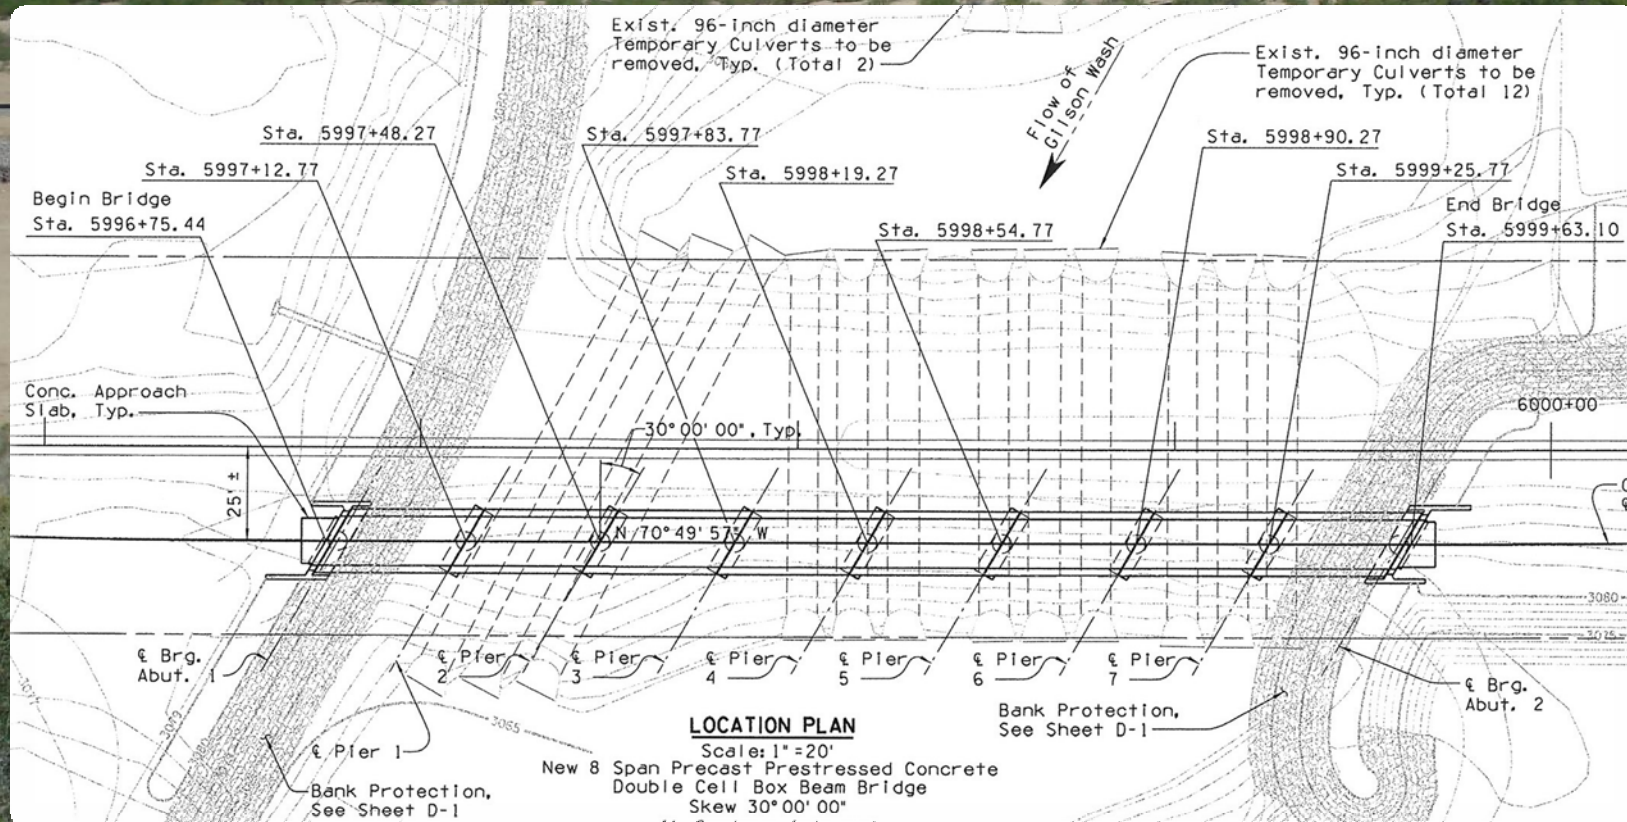 Exist. 96-inch diameter
Temporary Culverts to be
removed, Typ. (Total 2)
Flow of
Gilson Wash
Exist. 96-inch diameter
Temporary Culverts to be
removed, Typ. (Total 12)
Sta. 5997+48.27
Sta. 5997+83.77
Sta. 5998+90.27
Sta. 5997+12.77
Sta. 5998+19.27
Sta. 5999+25.77
Begin Bridge
Sta. 5996+75.44
Sta. 5998+54.77
End Bridge
Sta. 5999+63.10
Conc. Approach
Slab, Typ.
6000+00
30°00'00", Typ.
25' ±
N 70°49'57" W
3080
3075
℄ Brg.
Abut. 1
℄ Pier
2
℄ Pier
3
℄ Pier
4
℄ Pier
5
℄ Pier
6
℄ Pier
7
℄ Brg.
Abut. 2
3065
℄ Pier 1
Bank Protection,
See Sheet D-1
Bank Protection,
See Sheet D-1
LOCATION PLAN
Scale: 1"=20'
New 8 Span Precast Prestressed Concrete
Double Cell Box Beam Bridge
Skew 30°00'00"